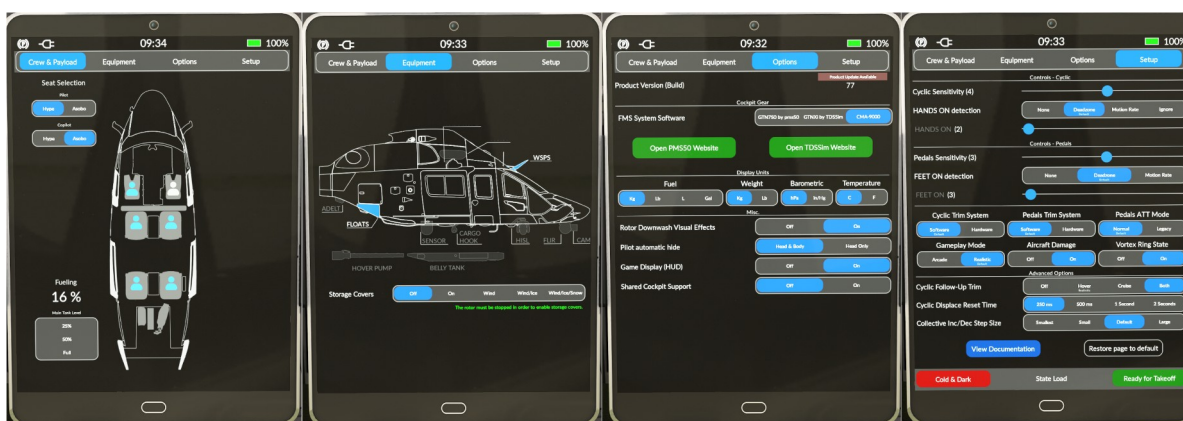 09:34
100%
Crew & Payload Equipment Options Setup
Seat Selection
Pilot
Hype Asobo
Copilot
Hype Asobo
Fueling
16 %
Main Tank Level
25%
50%
Full
09:33
100%
Crew & Payload Equipment Options Setup
WSPS
ADELT
FLOATS
SENSOR CARGO HOOK HISL FLIR CAM
HOVER PUMP BELLY TANK
Storage Covers Off On Wind Wind/Ice Wind/Ice/Snow
The rotor must be stopped in order to enable storage covers.
09:32
100%
Crew & Payload Equipment Options Setup
Product Update Available
Product Version (Build) 77
Cockpit Gear
FMS System Software GTN750 by pms50 GTNXi by TDSSim CMA-9000
Open PMS50 Website Open TDSSim Website
Display Units
Fuel Weight Barometric Temperature
Kg Lb L Gal Kg Lb hPa In/Hg C F
Misc.
Rotor Downwash Visual Effects Off On
Pilot automatic hide Head & Body Head Only
Game Display (HUD) Off On
Shared Cockpit Support Off On
09:33
100%
Crew & Payload Equipment Options Setup
Controls - Cyclic
Cyclic Sensitivity (4)
HANDS ON detection None Deadzone Default Motion Rate Ignore
HANDS ON (2)
Controls - Pedals
Pedals Sensitivity (3)
FEET ON detection None Deadzone Default Motion Rate
FEET ON (3)
Cyclic Trim System Pedals Trim System Pedals ATT Mode
Software Default Hardware Software Default Hardware Normal Default Legacy
Gameplay Mode Aircraft Damage Vortex Ring State
Arcade Realistic Default Off On Off On
Advanced Options
Cyclic Follow-Up Trim Off Hover Cruise Both
Cyclic Displace Reset Time 250 ms 500 ms 1 Second 2 Seconds
Collective Inc/Dec Step Size Smallest Small Default Large
View Documentation Restore page to default
Cold & Dark State Load Ready for Takeoff